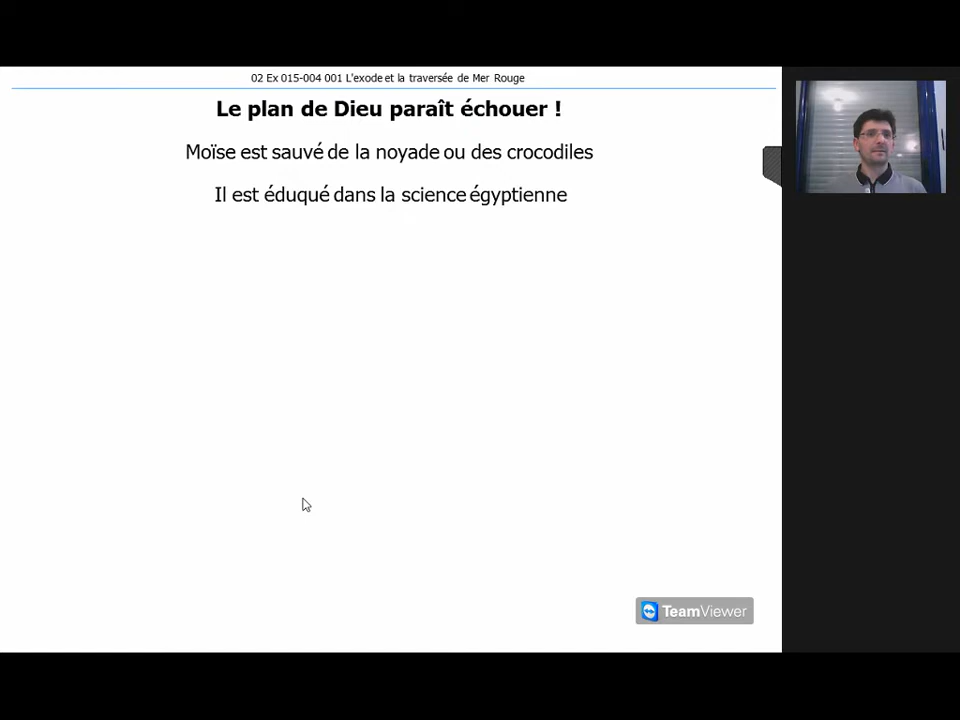 02 Ex 015-004 001 L'exode et la traversée de Mer Rouge
Le plan de Dieu paraît échouer !
Moïse est sauvé de la noyade ou des crocodiles
Il est éduqué dans la science égyptienne
TeamViewer